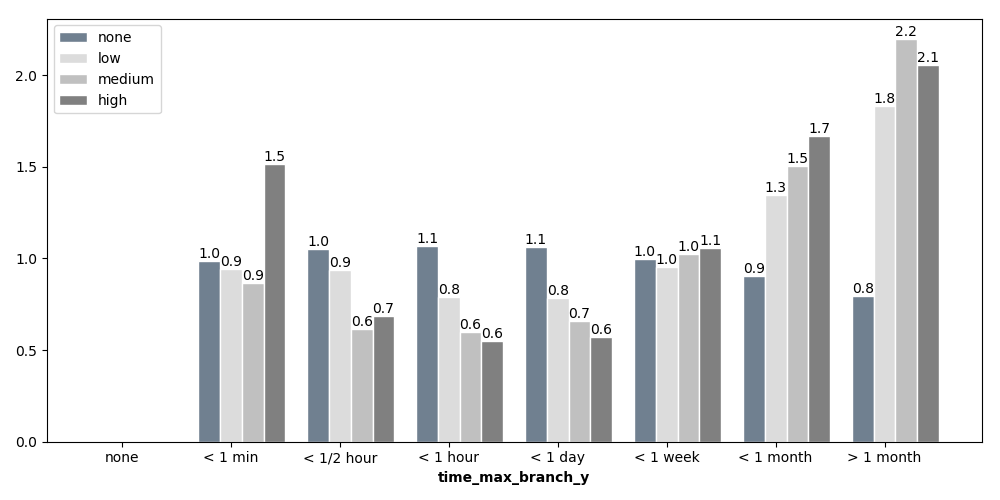 none
low
medium
high
2.0
1.5
1.0
0.5
0.0
1.0 0.9 0.9 1.5
1.0 0.9 0.6 0.7
1.1 0.8 0.6 0.6
1.1 0.8 0.7 0.6
1.0 1.0 1.0 1.1
0.9 1.3 1.5 1.7
0.8 1.8 2.2 2.1
none < 1 min < 1/2 hour < 1 hour < 1 day < 1 week < 1 month > 1 month
time_max_branch_y